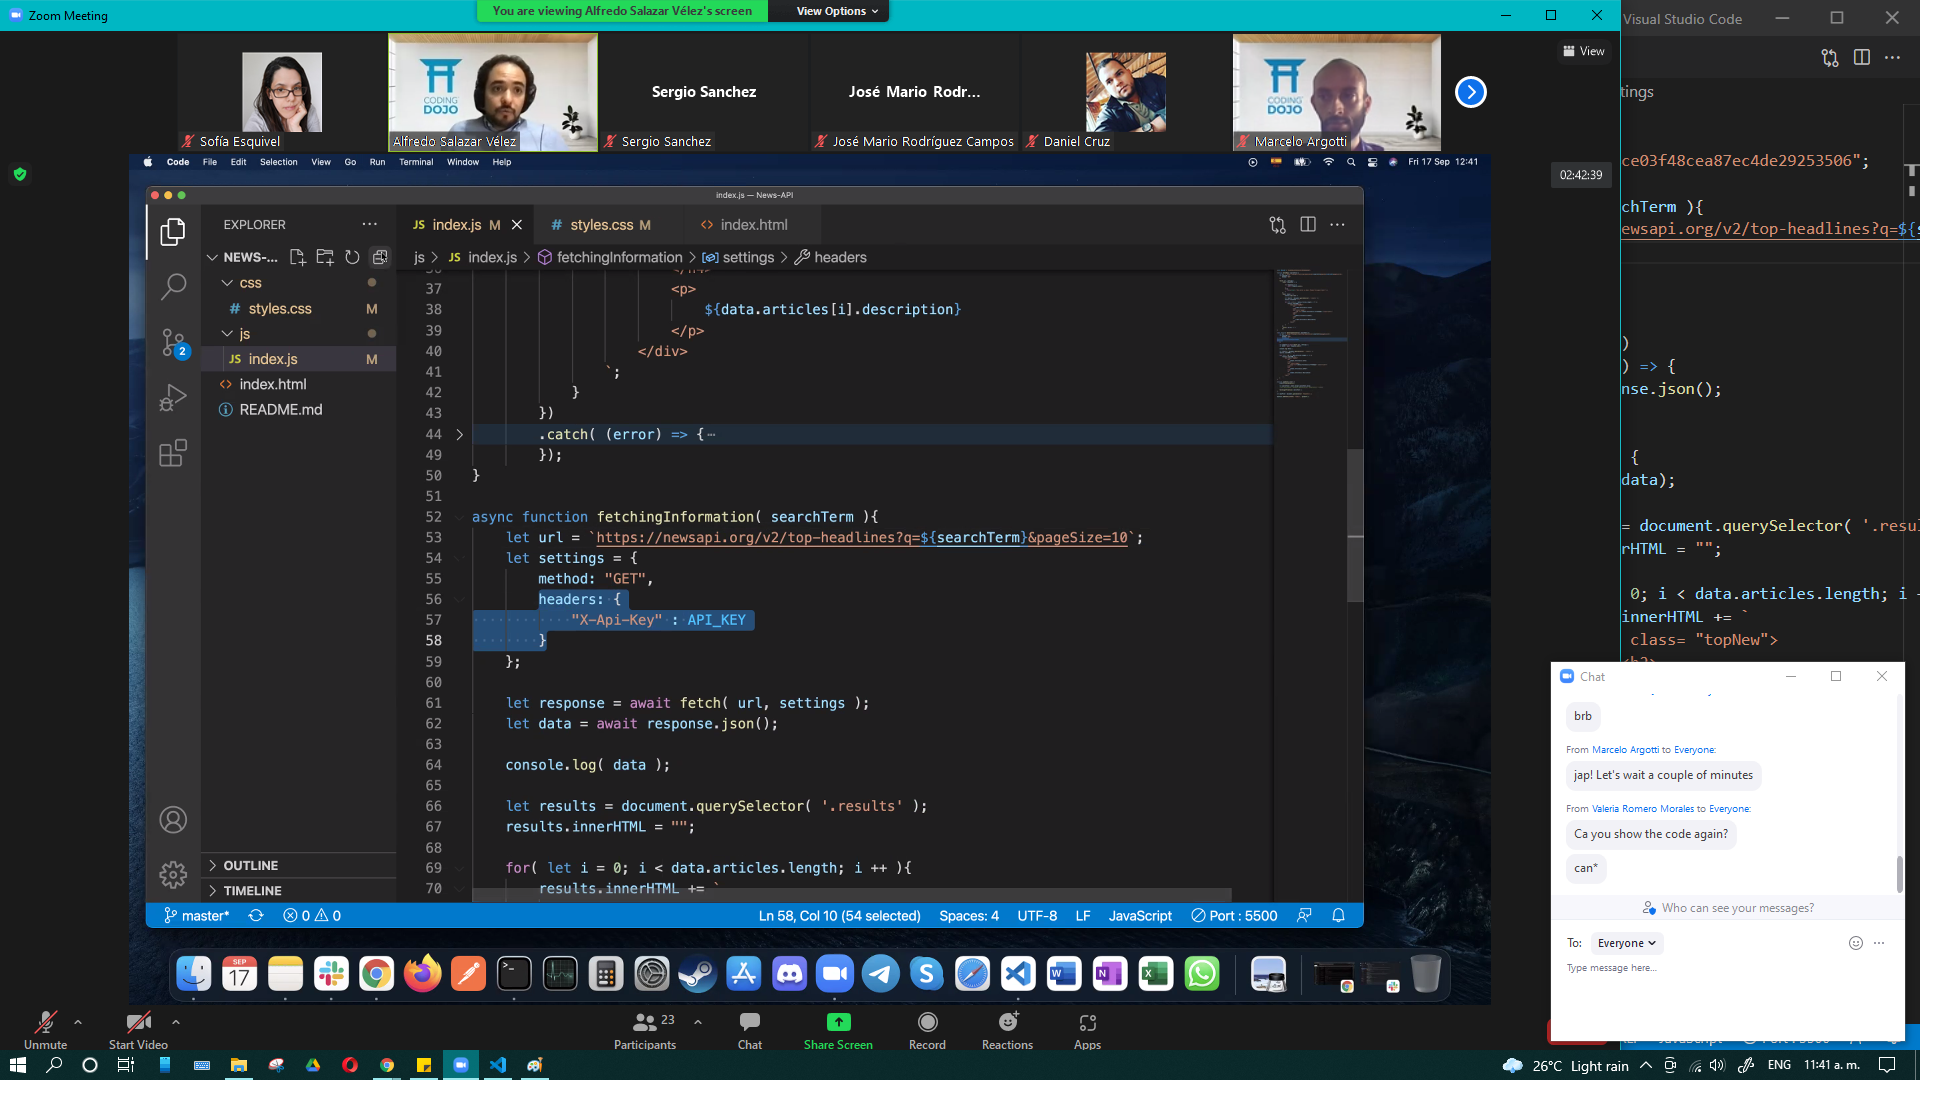 Zoom Meeting
You are viewing Alfredo Salazar Vélez's screen
View Options
Visual Studio Code
View
CODING DOJO
Sergio Sanchez
José Mario Rodr...
CODING DOJO
Sofía Esquivel
Alfredo Salazar Vélez
Sergio Sanchez
José Mario Rodríguez Campos
Daniel Cruz
Marcelo Argotti
02:42:39
Code File Edit Selection View Go Run Terminal Window Help
Fri 17 Sep 12:41
index.js — News-API
EXPLORER
NEWS-...
css
styles.css M
js
JS index.js M
index.html
README.md
2
OUTLINE
TIMELINE
JS index.js M
# styles.css M
<> index.html
js > JS index.js > fetchingInformation > settings > headers
36 </h4>
37 <p>
38 ${data.articles[i].description}
39 </p>
40 </div>
41 `;
42 }
43 })
44 .catch( (error) => {···
49 });
50 }
51
52 async function fetchingInformation( searchTerm ){
53 let url = `https://newsapi.org/v2/top-headlines?q=${searchTerm}&pageSize=10`;
54 let settings = {
55 method: "GET",
56 headers: {
57 "X-Api-Key" : API_KEY
58 }
59 };
60
61 let response = await fetch( url, settings );
62 let data = await response.json();
63
64 console.log( data );
65
66 let results = document.querySelector( '.results' );
67 results.innerHTML = "";
68
69 for( let i = 0; i < data.articles.length; i ++ ){
70 results.innerHTML += `
master*
0 0
Ln 58, Col 10 (54 selected)
Spaces: 4
UTF-8
LF
JavaScript
Port : 5500
SEP
17
tings
ce03f48cea87ec4de29253506";
chTerm ){
ewsapi.org/v2/top-headlines?q=${s
)
) => {
nse.json();
{
data);
= document.querySelector( '.resul
rHTML = "";
0; i < data.articles.length; i +
innerHTML += `
class= "topNew">
<h2>
Chat
brb
From Marcelo Argotti to Everyone:
jap! Let's wait a couple of minutes
From Valeria Romero Morales to Everyone:
Ca you show the code again?
can*
Who can see your messages?
To: Everyone
Type message here...
Unmute
Start Video
Participants
23
Chat
Share Screen
Record
Reactions
Apps
26°C Light rain
ENG
11:41 a. m.